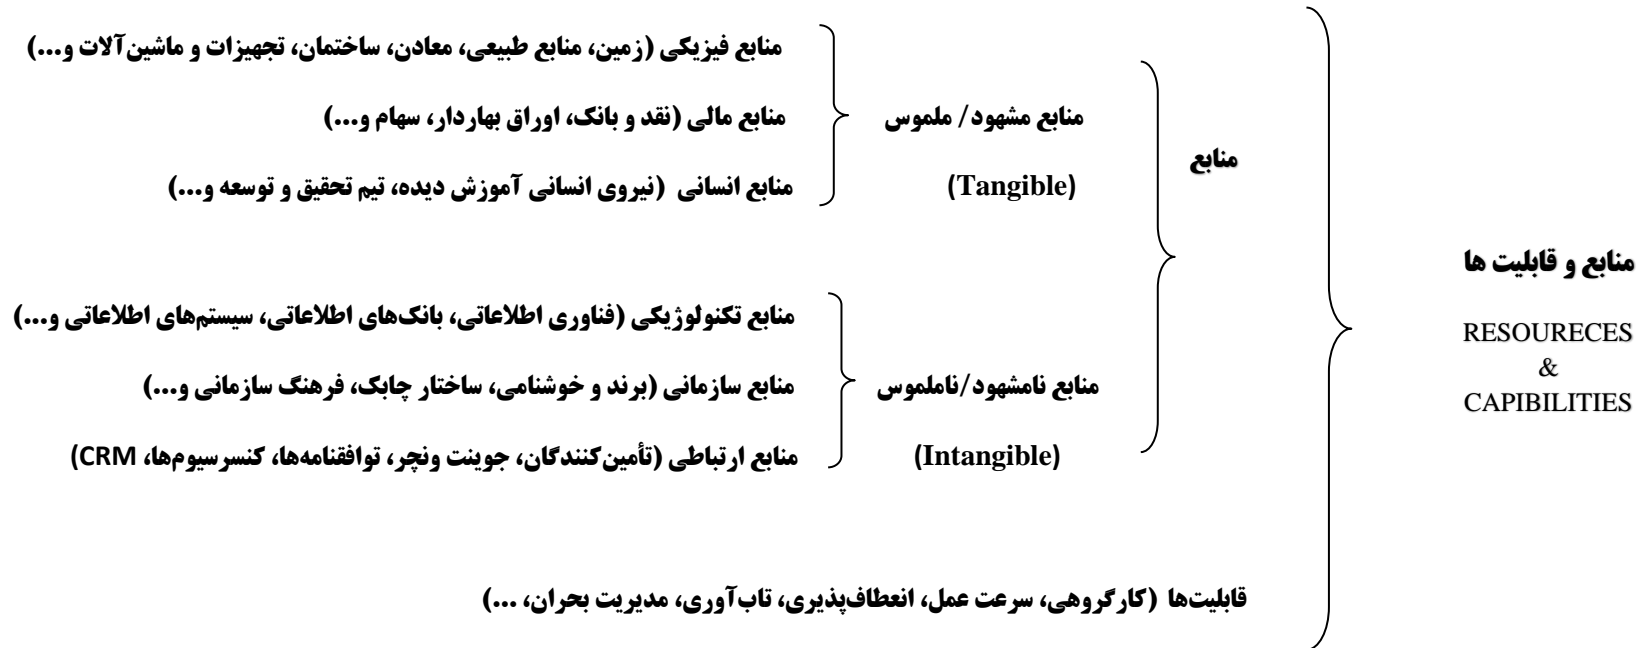 منابع و قابلیت ها
RESOURECES
&
CAPIBILITIES
منابع
منابع مشهود/ ملموس
(Tangible)
منابع فیزیکی (زمین، منابع طبیعی، معادن، ساختمان، تجهیزات و ماشین‌آلات و...)
منابع مالی (نقد و بانک، اوراق بهاردار، سهام و...)
منابع انسانی (نیروی انسانی آموزش دیده، تیم تحقیق و توسعه و...)
منابع نامشهود/ناملموس
(Intangible)
منابع تکنولوژیکی (فناوری اطلاعاتی، بانک‌های اطلاعاتی، سیستم‌های اطلاعاتی و...)
منابع سازمانی (برند و خوشنامی، ساختار چابک، فرهنگ سازمانی و...)
منابع ارتباطی (تأمین‌کنندگان، جوینت ونچر، توافقنامه‌ها، کنسرسیوم‌ها، CRM)
قابلیت‌ها (کارگروهی، سرعت عمل، انعطاف‌پذیری، تاب‌آوری، مدیریت بحران، ...)